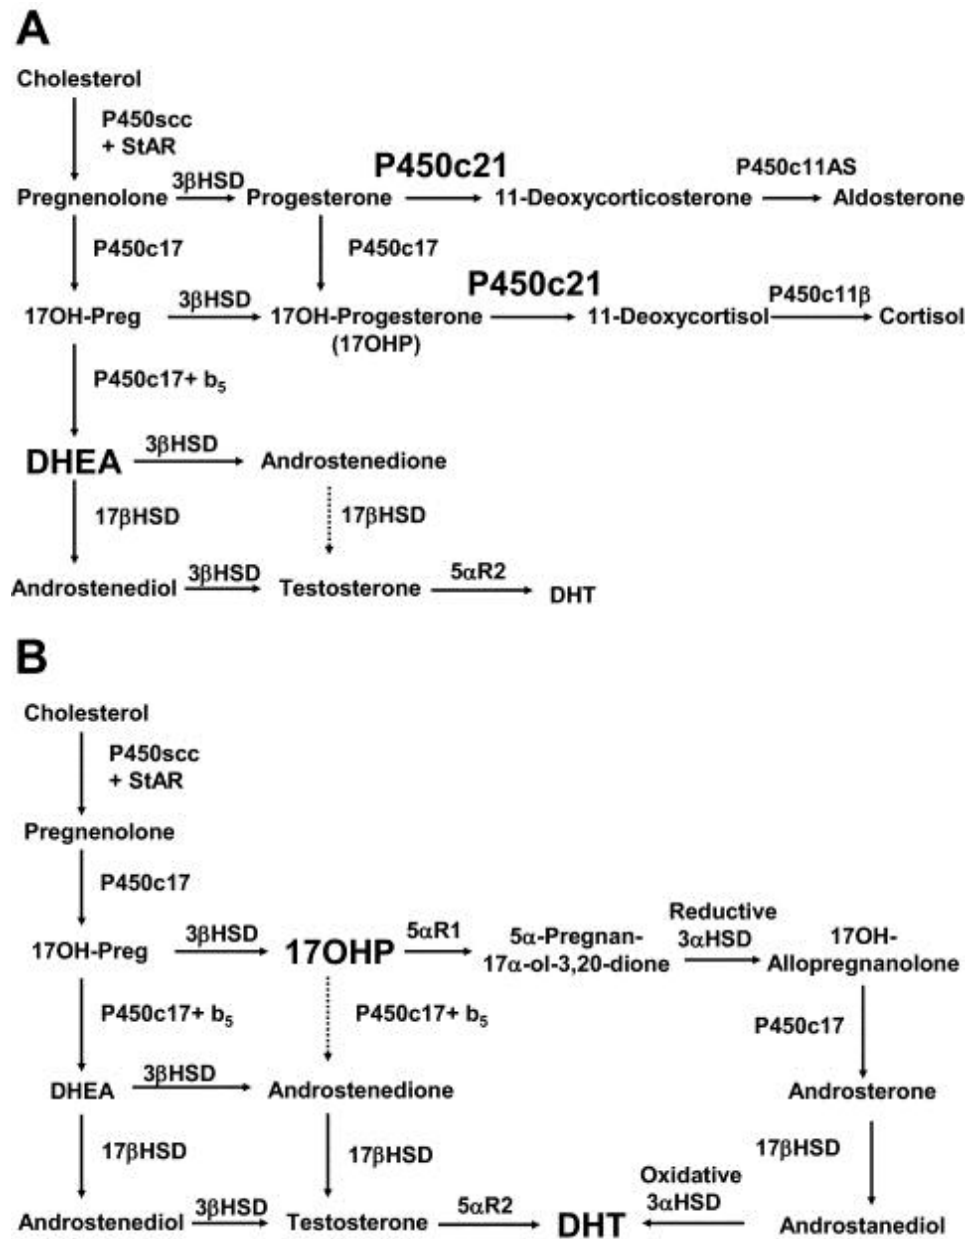 A
Cholesterol
P450scc
+ StAR
3βHSD
P450c21
P450c11AS
Pregnenolone
Progesterone
11-Deoxycorticosterone
Aldosterone
P450c17
P450c17
3βHSD
P450c21
P450c11β
17OH-Preg
17OH-Progesterone
(17OHP)
11-Deoxycortisol
Cortisol
P450c17+ b₅
DHEA
3βHSD
Androstenedione
17βHSD
17βHSD
Androstenediol
3βHSD
Testosterone
5αR2
DHT
B
Cholesterol
P450scc
+ StAR
Pregnenolone
P450c17
17OH-Preg
3βHSD
17OHP
5αR1
5α-Pregnan-
17α-ol-3,20-dione
Reductive
3αHSD
17OH-
Allopregnanolone
P450c17+ b₅
P450c17+ b₅
P450c17
DHEA
3βHSD
Androstenedione
Androsterone
17βHSD
17βHSD
17βHSD
Androstenediol
3βHSD
Testosterone
5αR2
DHT
Oxidative
3αHSD
Androstanediol